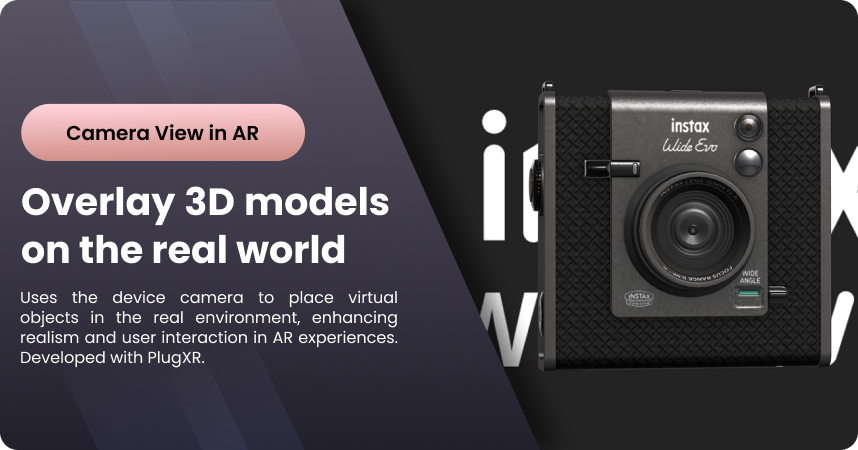 Camera View in AR
Overlay 3D models
on the real world
Uses the device camera to place virtual
objects in the real environment, enhancing
realism and user interaction in AR experiences.
Developed with PlugXR.
instax
Wide Evo
WIDE
ANGLE
INSTAX
FOCUS RANGE